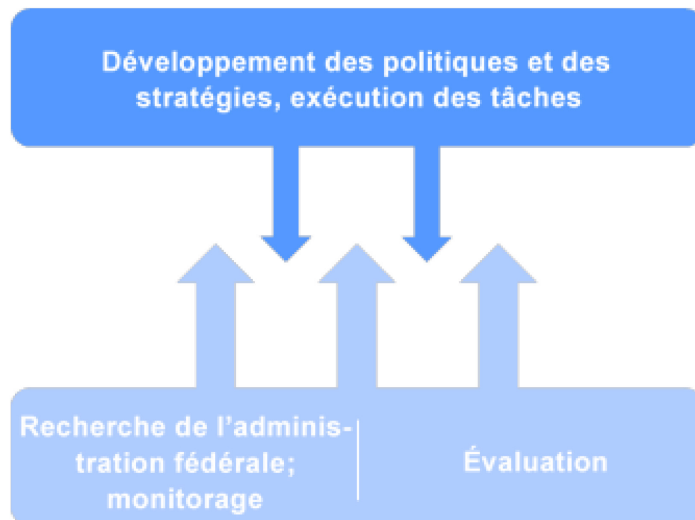 Développement des politiques et des
stratégies, exécution des tâches
Recherche de l'adminis-
tration fédérale;
monitorage
Évaluation